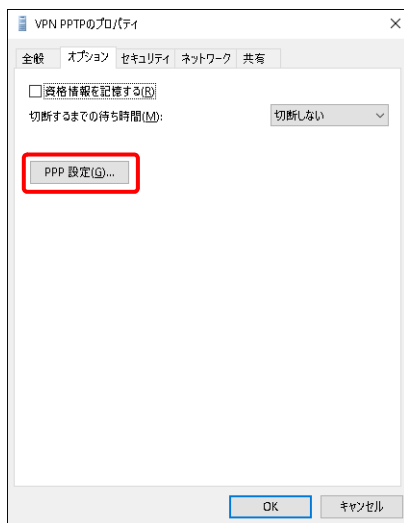 VPN PPTPのプロパティ
全般 オプション セキュリティ ネットワーク 共有
資格情報を記憶する(R)
切断するまでの待ち時間(M): 切断しない
PPP 設定(G)...
OK キャンセル